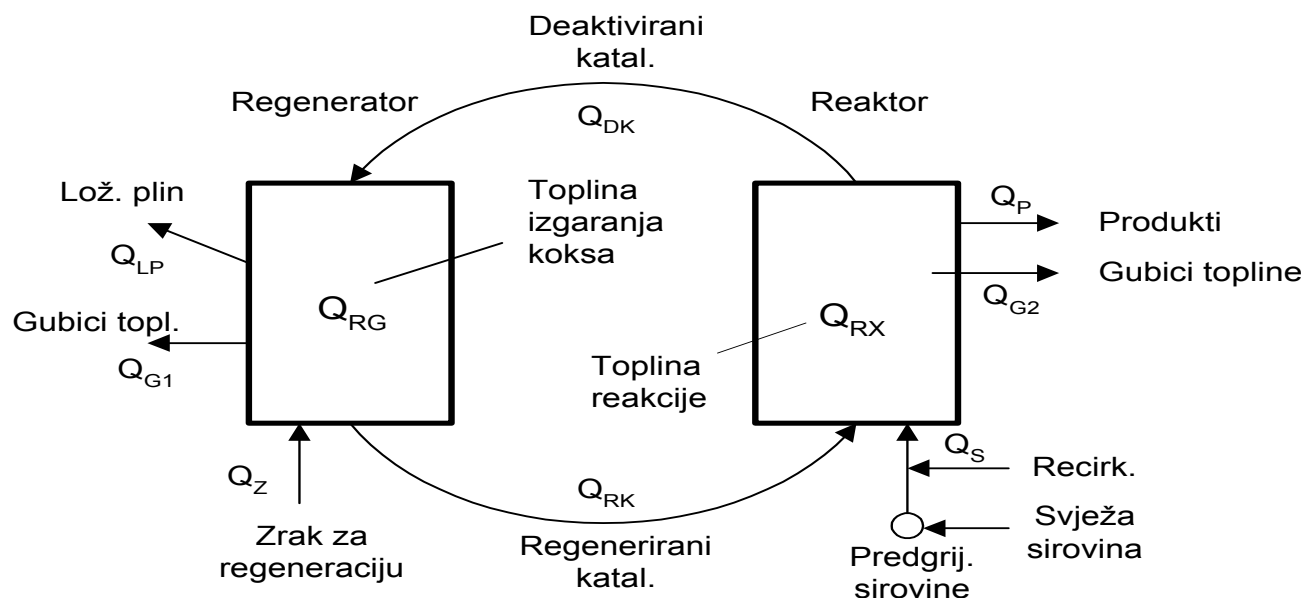 Deaktivirani
katal.
Regenerator
Reaktor
Q_DK
Lož. plin
Toplina
izgaranja
koksa
Q_P
Produkti
Q_LP
Gubici topline
Q_RG
Q_RX
Q_G2
Gubici topl.
Q_G1
Toplina
reakcije
Q_S
Recirk.
Q_Z
Q_RK
Svježa
sirovina
Zrak za
regeneraciju
Regenerirani
katal.
Predgrij.
sirovine